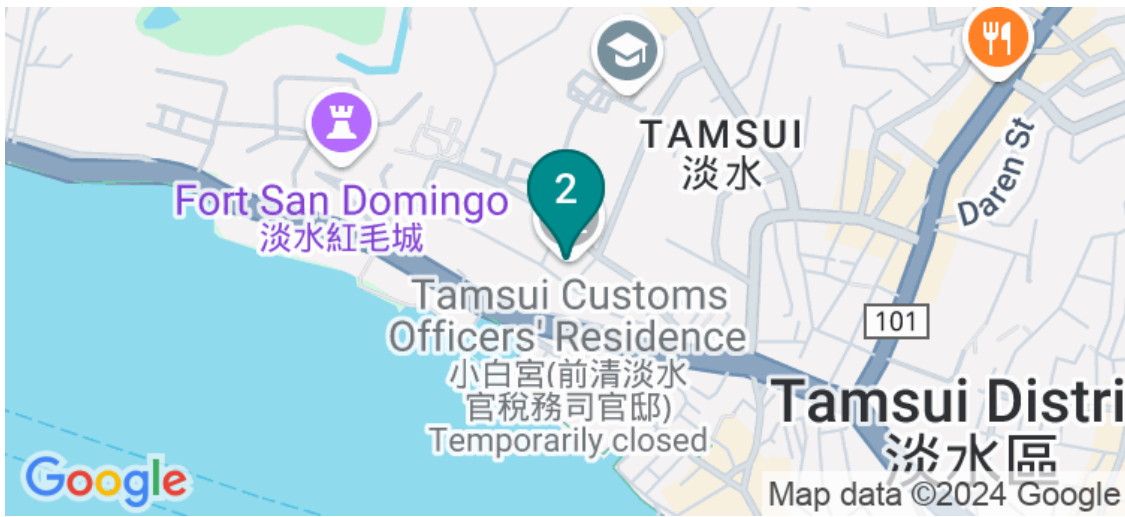 TAMSUI
淡水
Daren St
2
Fort San Domingo
淡水紅毛城
Tamsui Customs
Officers' Residence
小白宮(前清淡水
官稅務司官邸)
Temporarily closed
101
Tamsui Distri
淡水區
Google
Map data ©2024 Google